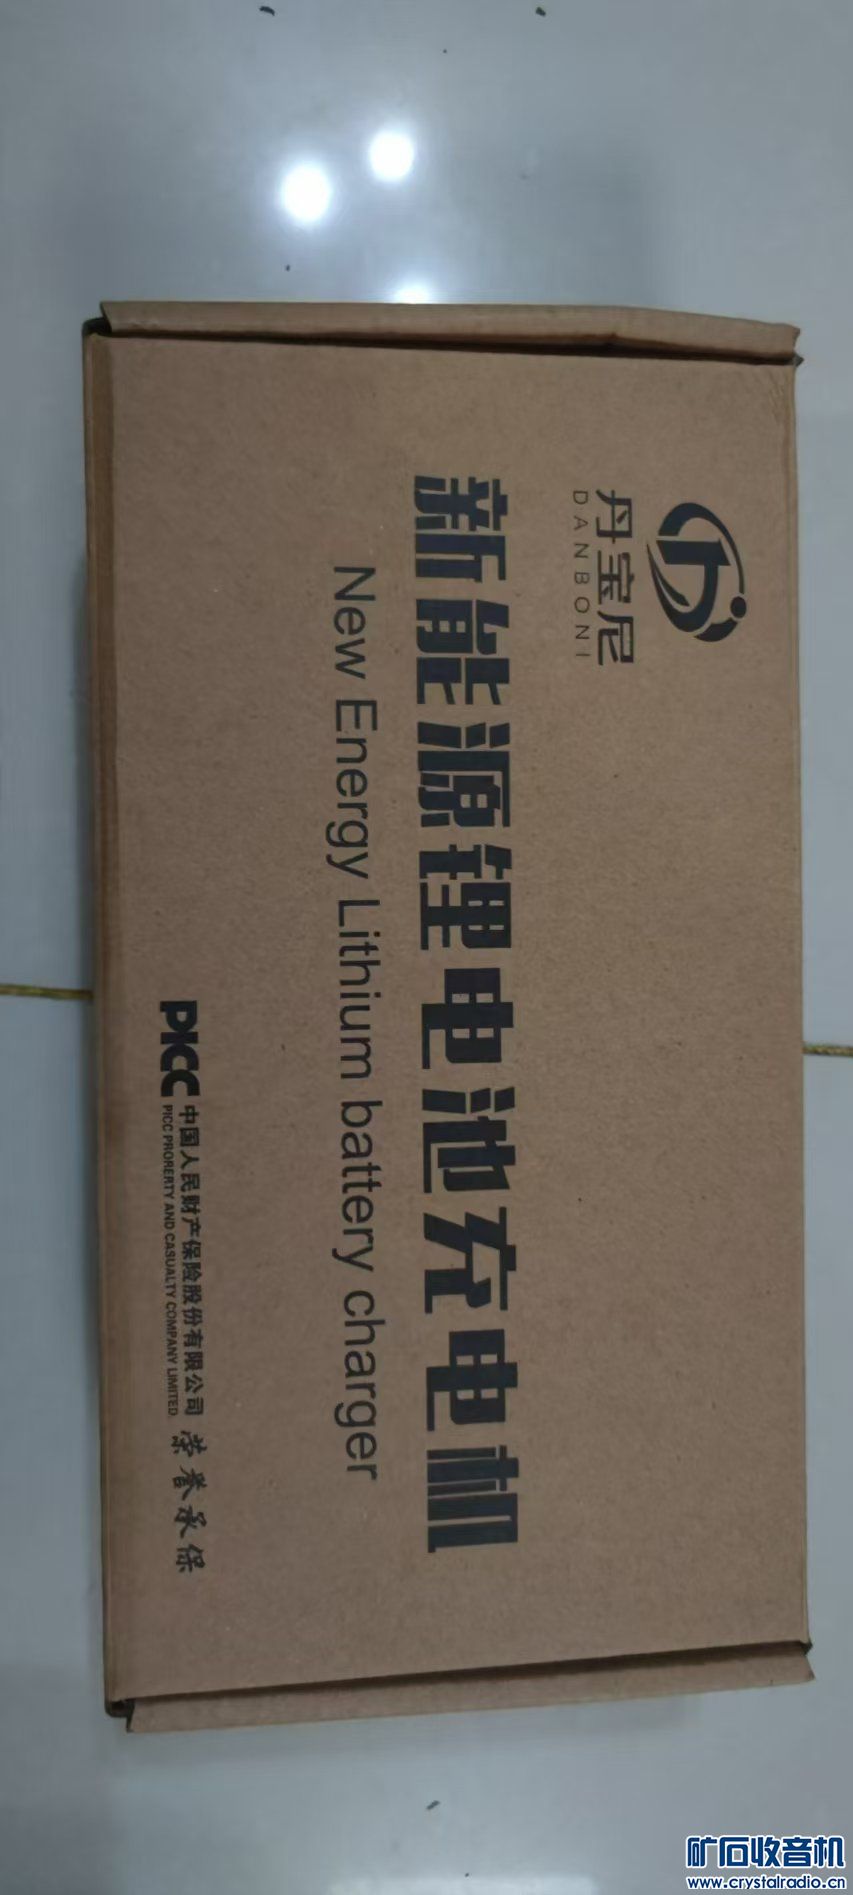 丹宝尼
DANBONI
新能源锂电池充电机
New Energy Lithium battery charger
PICC 中国人民财产保险股份有限公司 荣誉承保
PICC PRORERTY AND CASUALTY COMPANY LIMITED
矿石收音机
www.crystalradio.cn